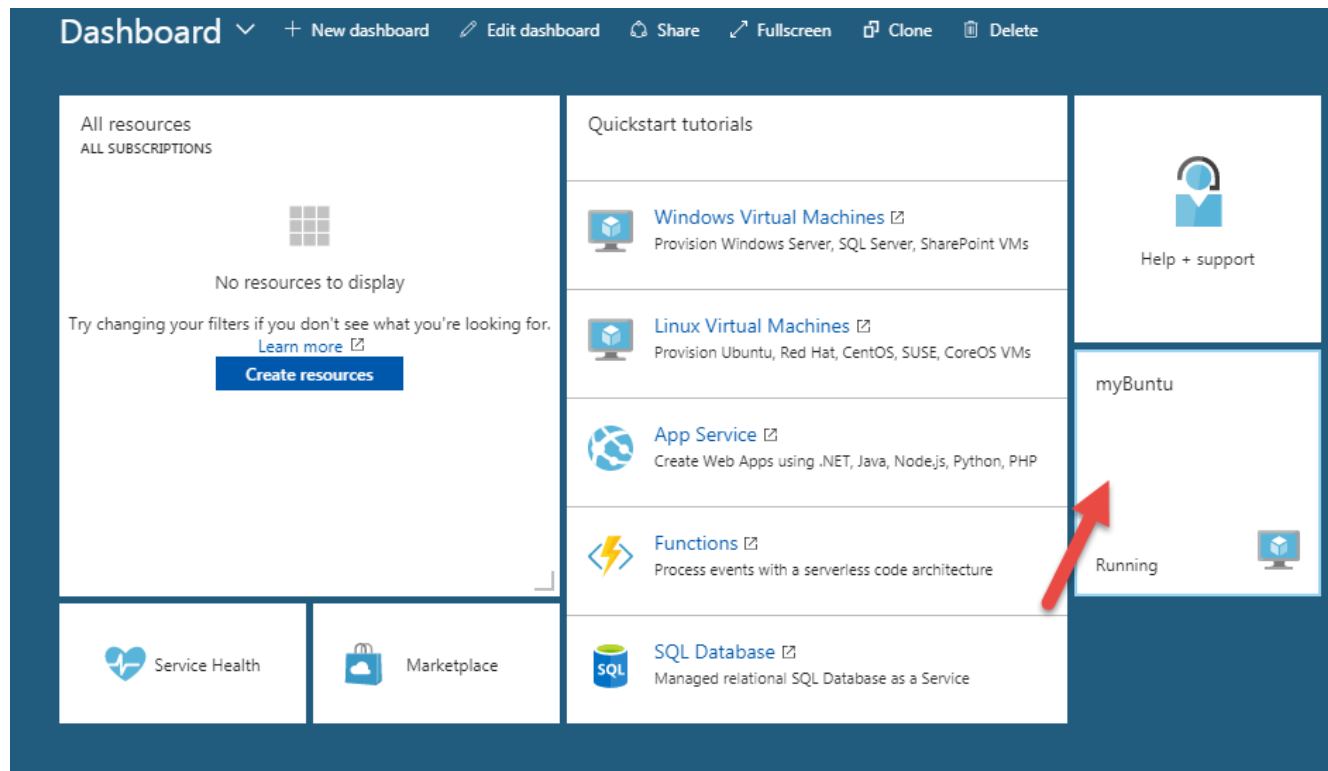 Dashboard
New dashboard
Edit dashboard
Share
Fullscreen
Clone
Delete
All resources
ALL SUBSCRIPTIONS
No resources to display
Try changing your filters if you don't see what you're looking for.
Learn more
Create resources
Service Health
Marketplace
Quickstart tutorials
Windows Virtual Machines
Provision Windows Server, SQL Server, SharePoint VMs
Linux Virtual Machines
Provision Ubuntu, Red Hat, CentOS, SUSE, CoreOS VMs
App Service
Create Web Apps using .NET, Java, Node.js, Python, PHP
Functions
Process events with a serverless code architecture
SQL
SQL Database
Managed relational SQL Database as a Service
Help + support
myBuntu
Running